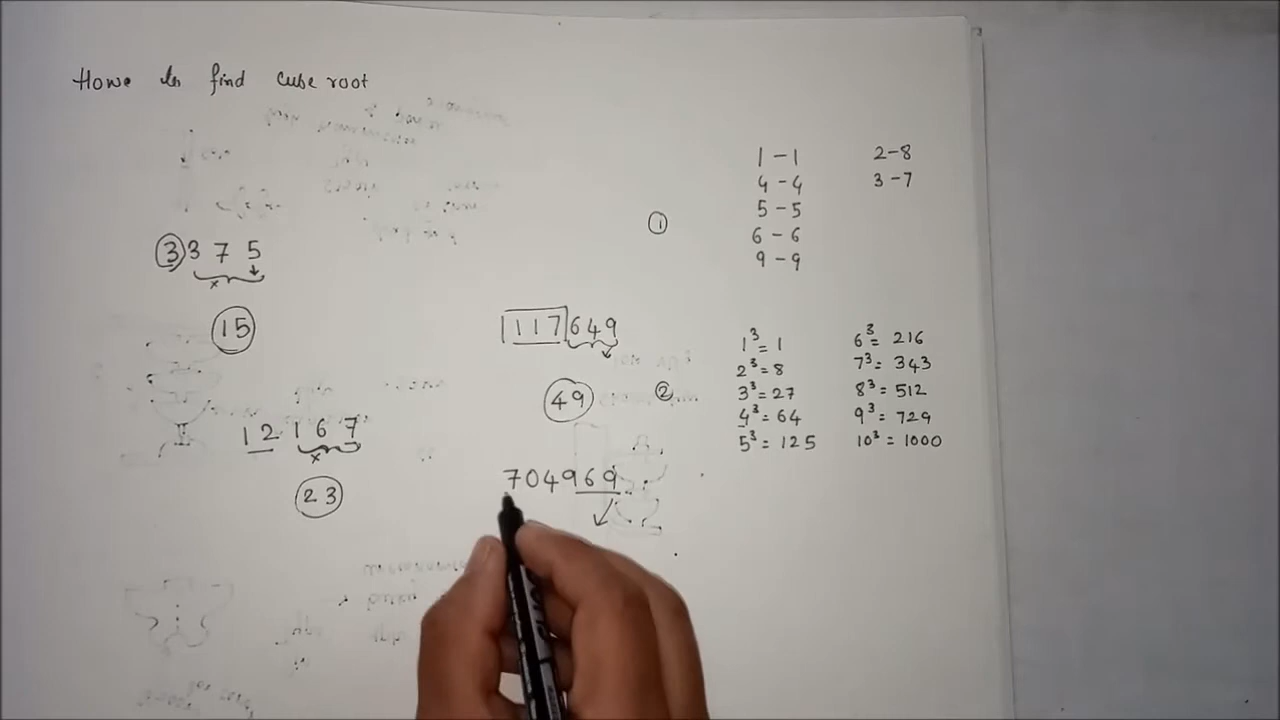 Howe to find cube root
1 - 1
2 - 8
4 - 4
3 - 7
5 - 5
6 - 6
9 - 9
1
3 3 7 5
x
15
1117649
49
2
12 167
x
23
704969
1³ = 1
2³ = 8
3³ = 27
4³ = 64
5³ = 125
6³ = 216
7³ = 343
8³ = 512
9³ = 729
10³ = 1000